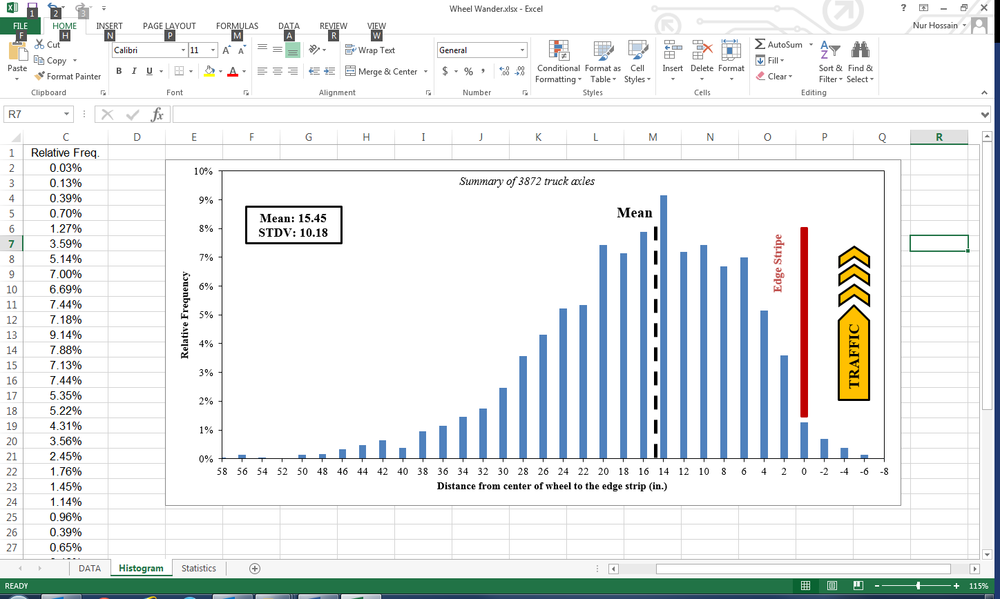 1 2 3
Wheel Wander.xlsx - Excel
?
FILE HOME INSERT PAGE LAYOUT FORMULAS DATA REVIEW VIEW
Nur Hossain
F H N P M A R W
Paste
Cut
Copy
Format Painter
Clipboard
Calibri 11 A A
B I U A
Font
Wrap Text
Merge & Center
Alignment
General
$ % , .0 .00 .00 .0
Number
Conditional Formatting
Format as Table
Cell Styles
Styles
Insert Delete Format
Cells
AutoSum
Fill
Clear
Sort & Filter
Find & Select
Editing
R7 fx
C D E F G H I J K L M N O P Q R
1 Relative Freq.
2 0.03%
3 0.13%
4 0.39%
5 0.70%
6 1.27%
7 3.59%
8 5.14%
9 7.00%
10 6.69%
11 7.44%
12 7.18%
13 9.14%
14 7.88%
15 7.13%
16 7.44%
17 5.35%
18 5.22%
19 4.31%
20 3.56%
21 2.45%
22 1.76%
23 1.45%
24 1.14%
25 0.96%
26 0.39%
27 0.65%
Summary of 3872 truck axles
Mean: 15.45
STDV: 10.18
Mean
Edge Stripe
TRAFFIC
Relative Frequency
10%
9%
8%
7%
6%
5%
4%
3%
2%
1%
0%
58 56 54 52 50 48 46 44 42 40 38 36 34 32 30 28 26 24 22 20 18 16 14 12 10 8 6 4 2 0 -2 -4 -6 -8
Distance from center of wheel to the edge strip (in.)
DATA Histogram Statistics
READY
115%